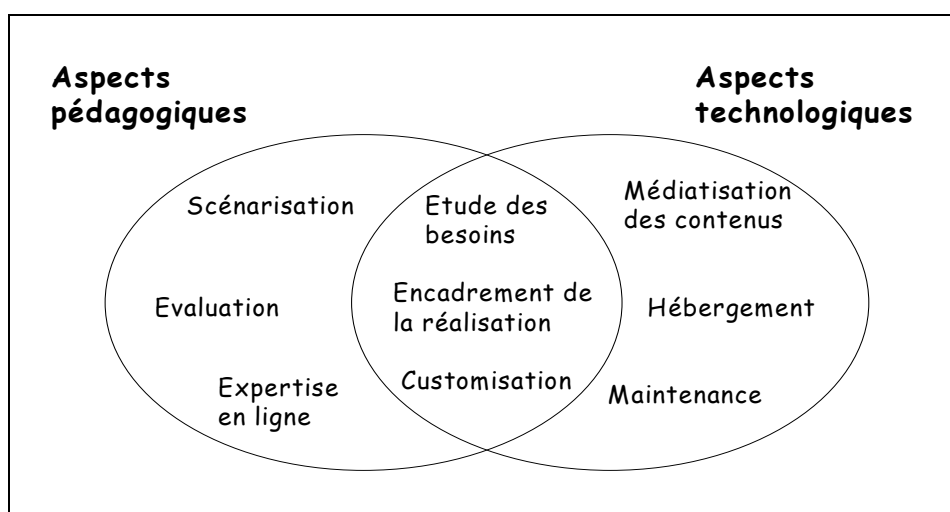 Aspects
pédagogiques
Aspects
technologiques
Scénarisation
Etude des
besoins
Médiatisation
des contenus
Evaluation
Encadrement de
la réalisation
Hébergement
Expertise
en ligne
Customisation
Maintenance